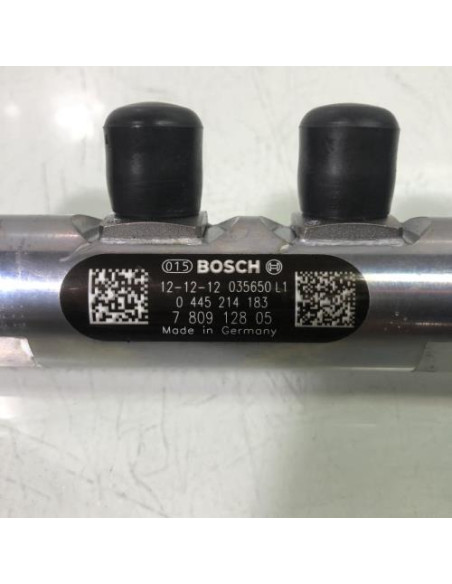 015 BOSCH
12-12-12 035650 L1
0 445 214 183
7 809 128 05
Made in Germany